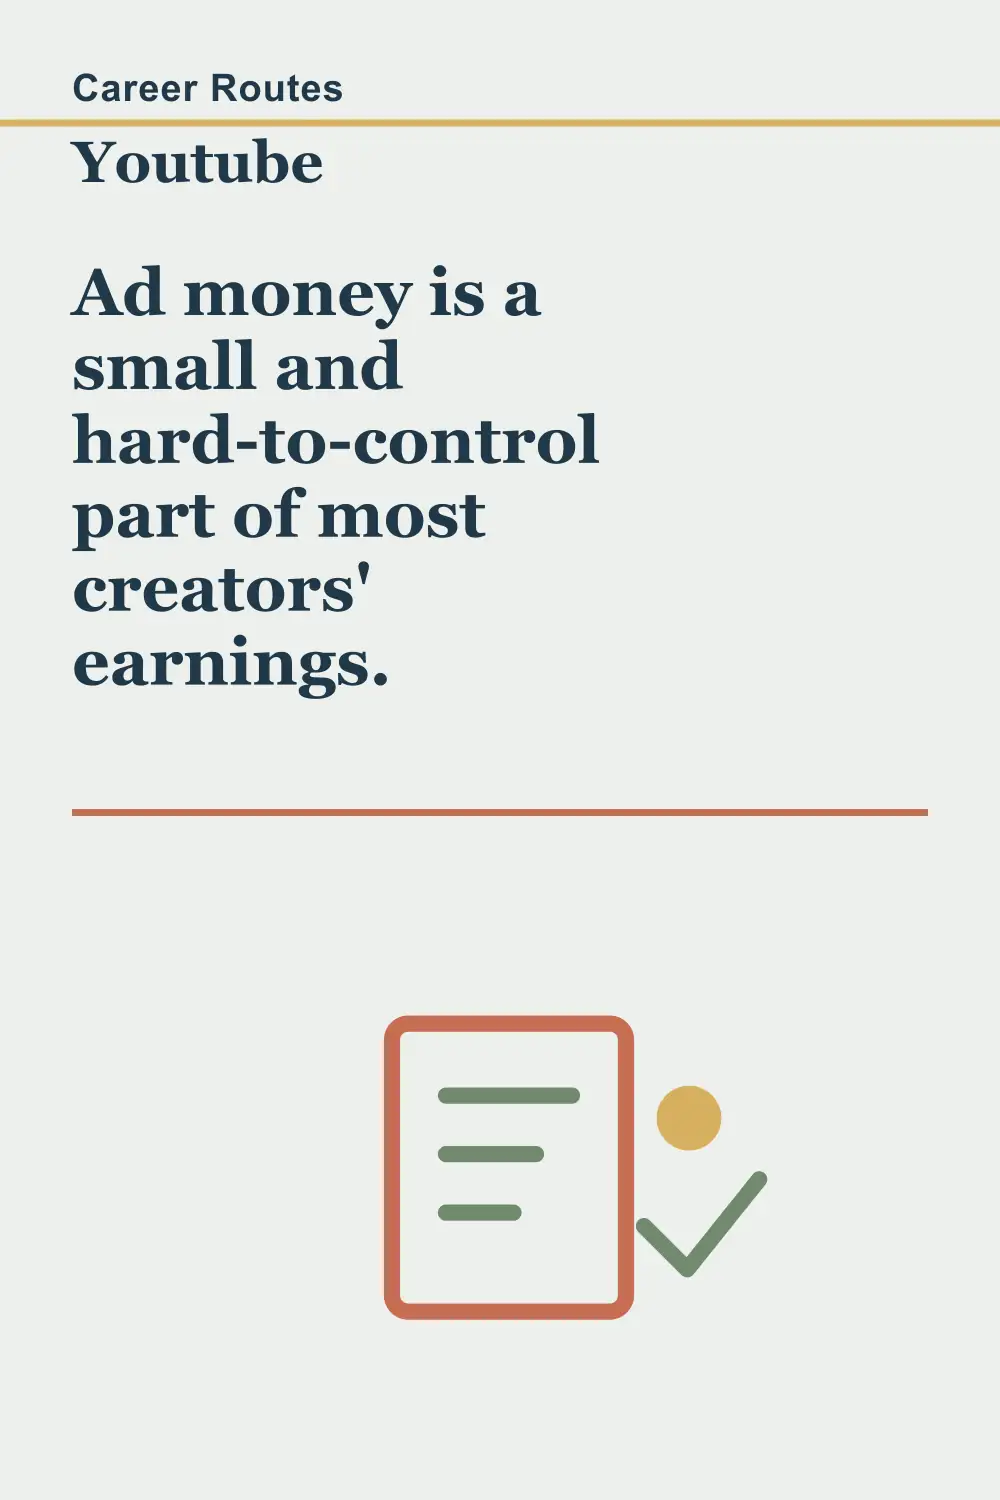 Career Routes
Youtube
Ad money is a
small and
hard-to-control
part of most
creators'
earnings.